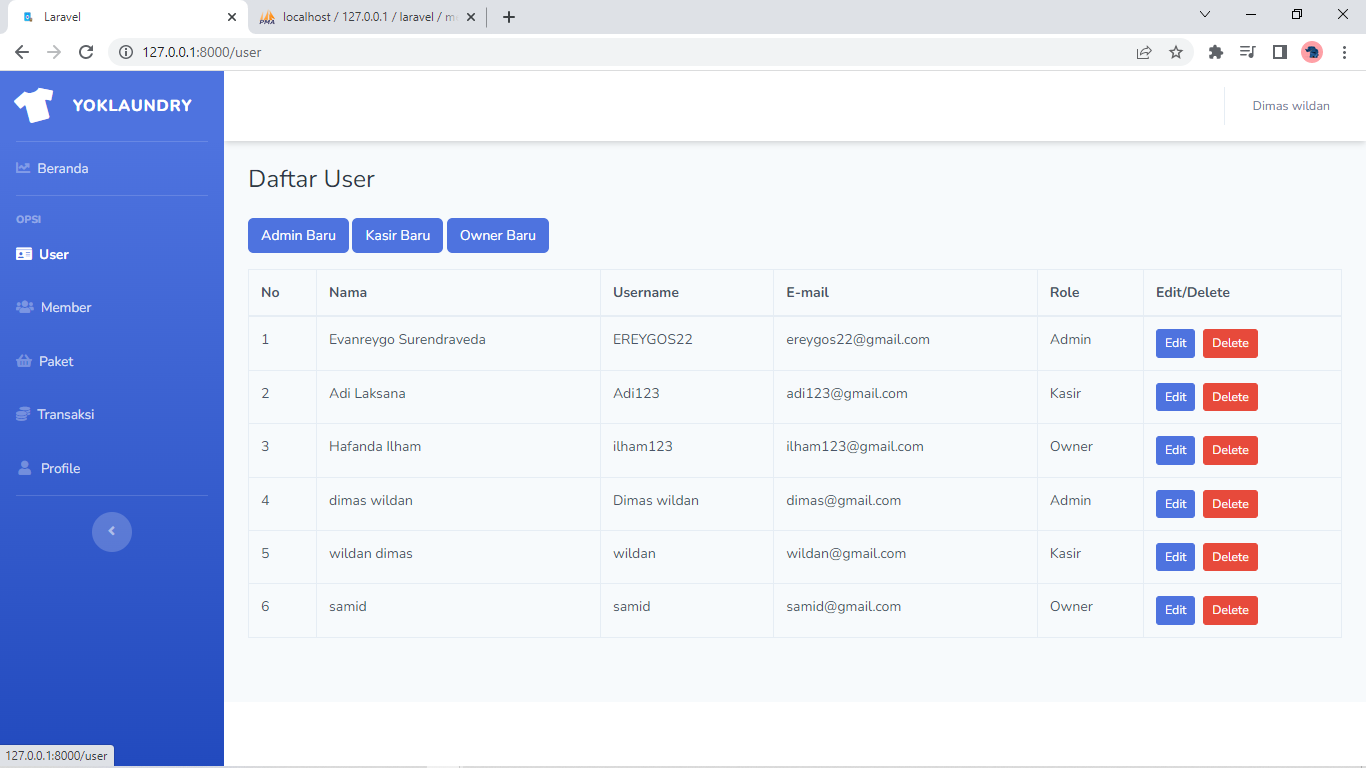 Laravel
localhost / 127.0.0.1 / laravel / m
127.0.0.1:8000/user
YOKLAUNDRY
Dimas wildan
Beranda
OPSI
User
Member
Paket
Transaksi
Profile
Daftar User
Admin Baru Kasir Baru Owner Baru
No Nama Username E-mail Role Edit/Delete
1 Evanreygo Surendraveda EREYGOS22 ereygos22@gmail.com Admin Edit Delete
2 Adi Laksana Adi123 adi123@gmail.com Kasir Edit Delete
3 Hafanda Ilham ilham123 ilham123@gmail.com Owner Edit Delete
4 dimas wildan Dimas wildan dimas@gmail.com Admin Edit Delete
5 wildan dimas wildan wildan@gmail.com Kasir Edit Delete
6 samid samid samid@gmail.com Owner Edit Delete
127.0.0.1:8000/user